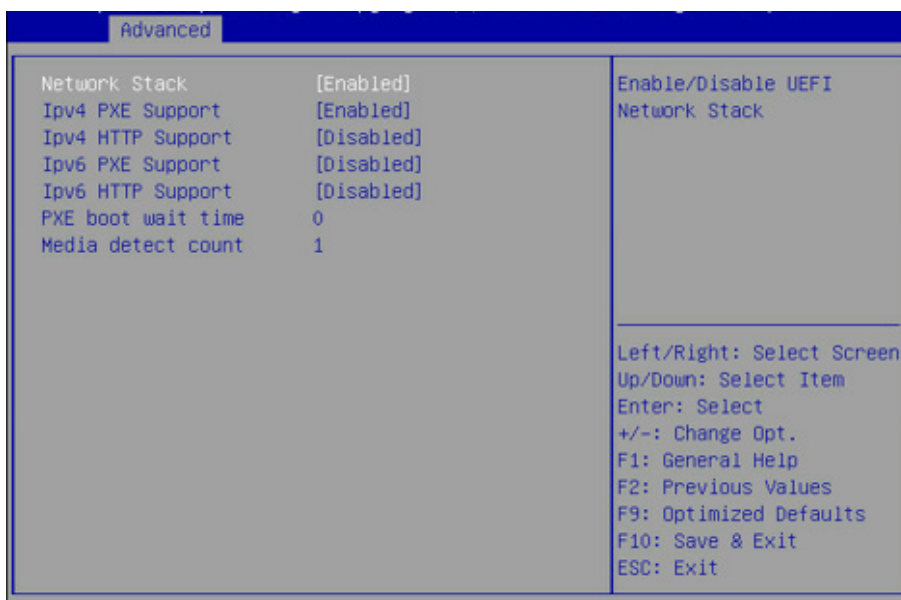 Advanced
Network Stack [Enabled]
Ipv4 PXE Support [Enabled]
Ipv4 HTTP Support [Disabled]
Ipv6 PXE Support [Disabled]
Ipv6 HTTP Support [Disabled]
PXE boot wait time 0
Media detect count 1
Enable/Disable UEFI
Network Stack
Left/Right: Select Screen
Up/Down: Select Item
Enter: Select
+/-: Change Opt.
F1: General Help
F2: Previous Values
F9: Optimized Defaults
F10: Save & Exit
ESC: Exit